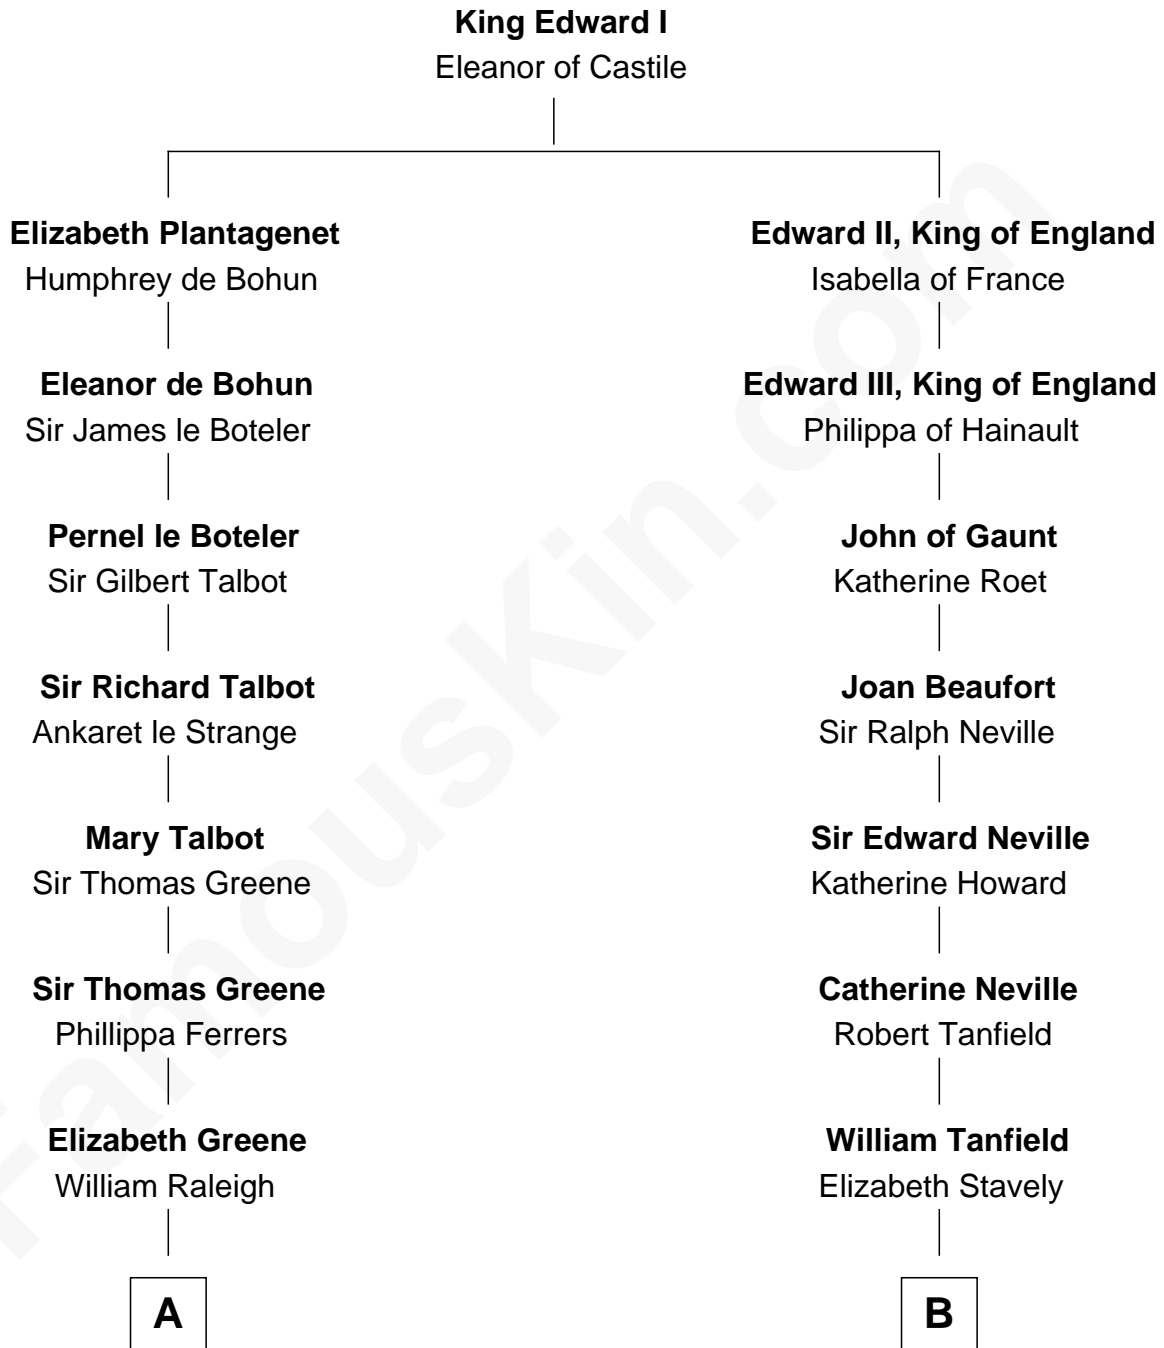 King Edward I
Eleanor of Castile
Elizabeth Plantagenet
Humphrey de Bohun
Edward II, King of England
Isabella of France
Eleanor de Bohun
Sir James le Boteler
Edward III, King of England
Philippa of Hainault
Pernel le Boteler
Sir Gilbert Talbot
John of Gaunt
Katherine Roet
Sir Richard Talbot
Ankaret le Strange
Joan Beaufort
Sir Ralph Neville
Mary Talbot
Sir Thomas Greene
Sir Edward Neville
Katherine Howard
Sir Thomas Greene
Phillippa Ferrers
Catherine Neville
Robert Tanfield
Elizabeth Greene
William Raleigh
William Tanfield
Elizabeth Stavely
A
B
FamousKin.com